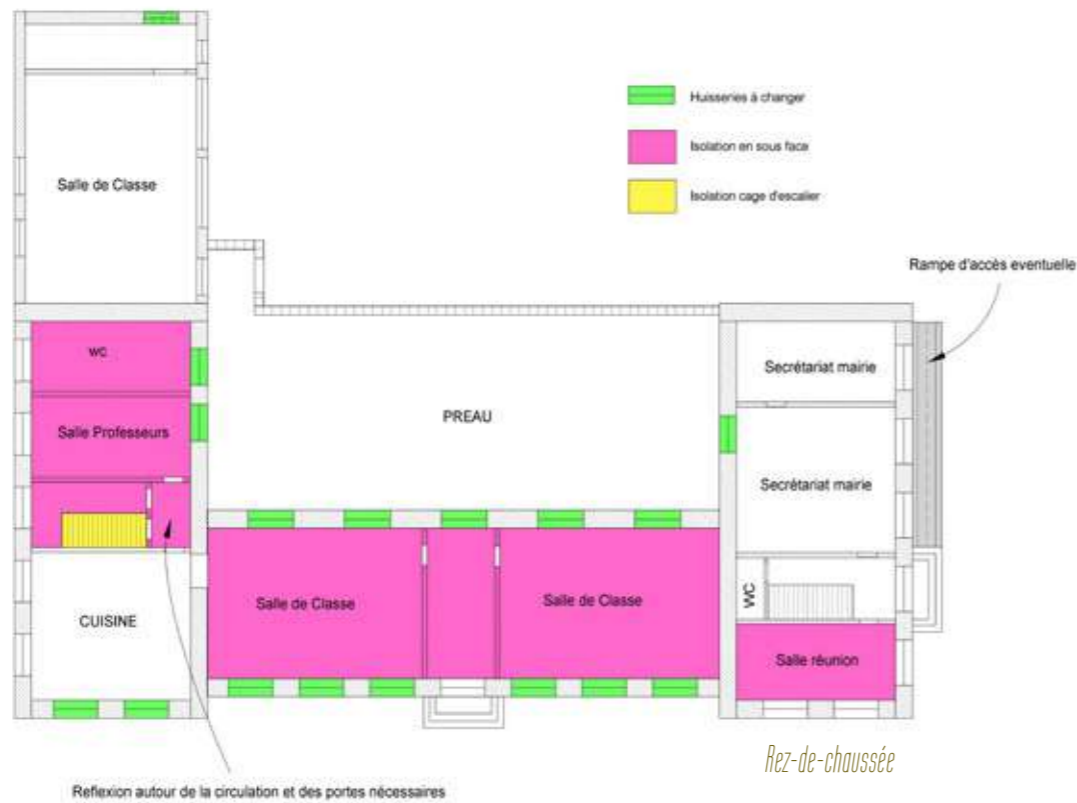 Huisseries à changer
Isolation en sous face
Isolation cage d'escalier
Salle de Classe
Rampe d'accès eventuelle
wc
Salle Professeurs
PREAU
Secrétariat mairie
Secrétariat mairie
CUISINE
Salle de Classe
Salle de Classe
WC
Salle réunion
Rez-de-chaussée
Reflexion autour de la circulation et des portes nécessaires